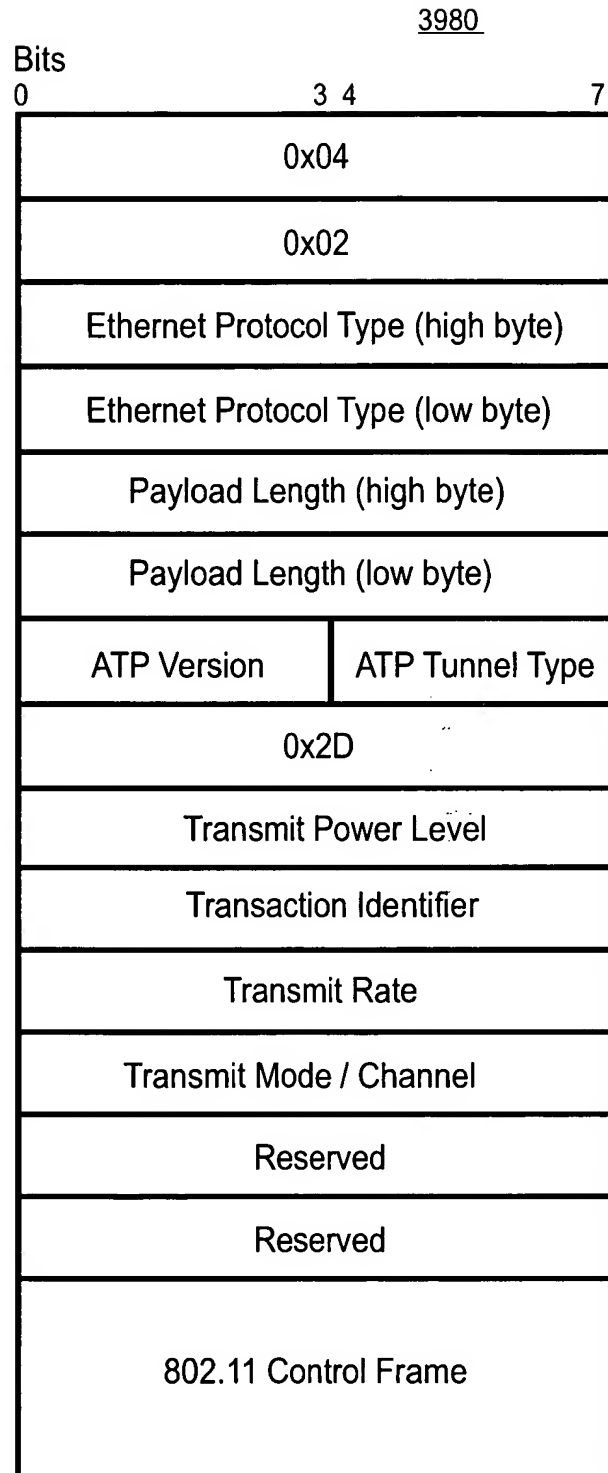 3980
Bits
0 3 4 7
0x04
0x02
Ethernet Protocol Type (high byte)
Ethernet Protocol Type (low byte)
Payload Length (high byte)
Payload Length (low byte)
ATP Version ATP Tunnel Type
0x2D
Transmit Power Level
Transaction Identifier
Transmit Rate
Transmit Mode / Channel
Reserved
Reserved
802.11 Control Frame